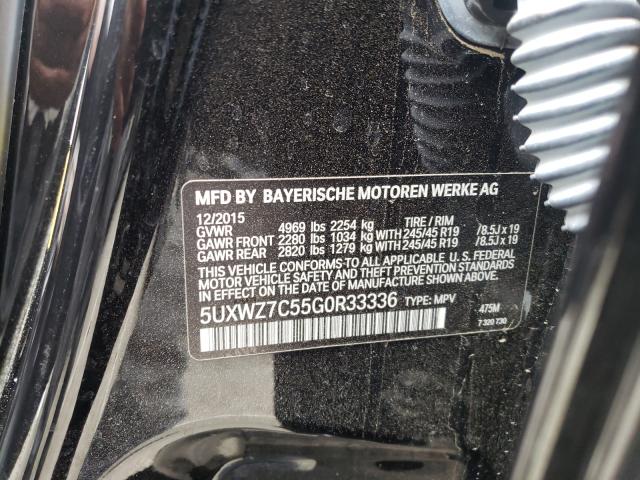 MFD BY BAYERISCHE MOTOREN WERKE AG
12/2015 TIRE / RIM
GVWR 4969 lbs 2254 kg
GAWR FRONT 2280 lbs 1034 kg WITH 245/45 R19 /8.5J x 19
GAWR REAR 2820 lbs 1279 kg WITH 245/45 R19 /8.5J x 19
THIS VEHICLE CONFORMS TO ALL APPLICABLE U. S. FEDERAL
MOTOR VEHICLE SAFETY AND THEFT PREVENTION STANDARDS
IN EFFECT ON THE DATE OF MANUFACTURE SHOWN ABOVE.
5UXWZ7C55G0R33336 TYPE: MPV 475M
7 320 730